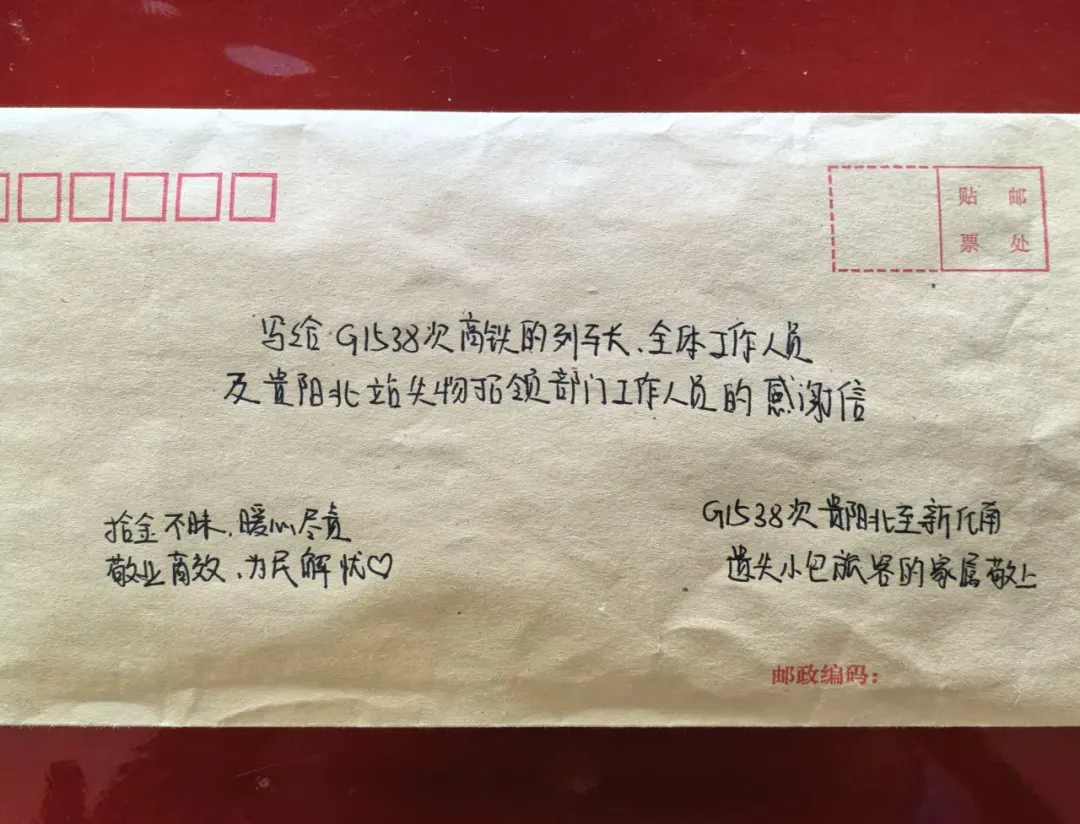 贴邮
票处
写给G1538次高铁的列车长、全体工作人员
及贵阳北站失物招领部门工作人员的感谢信
拾金不昧、暖心尽责
敬业高效、为民解忧♡
G1538次贵阳北至新化南
遗失小包旅客的家属敬上
邮政编码：